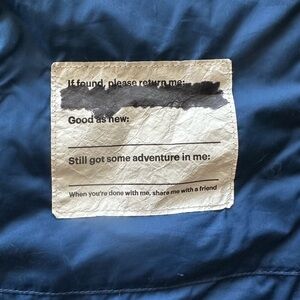 If found, please return me:
Good as new:
Still got some adventure in me:
When you're done with me, share me with a friend